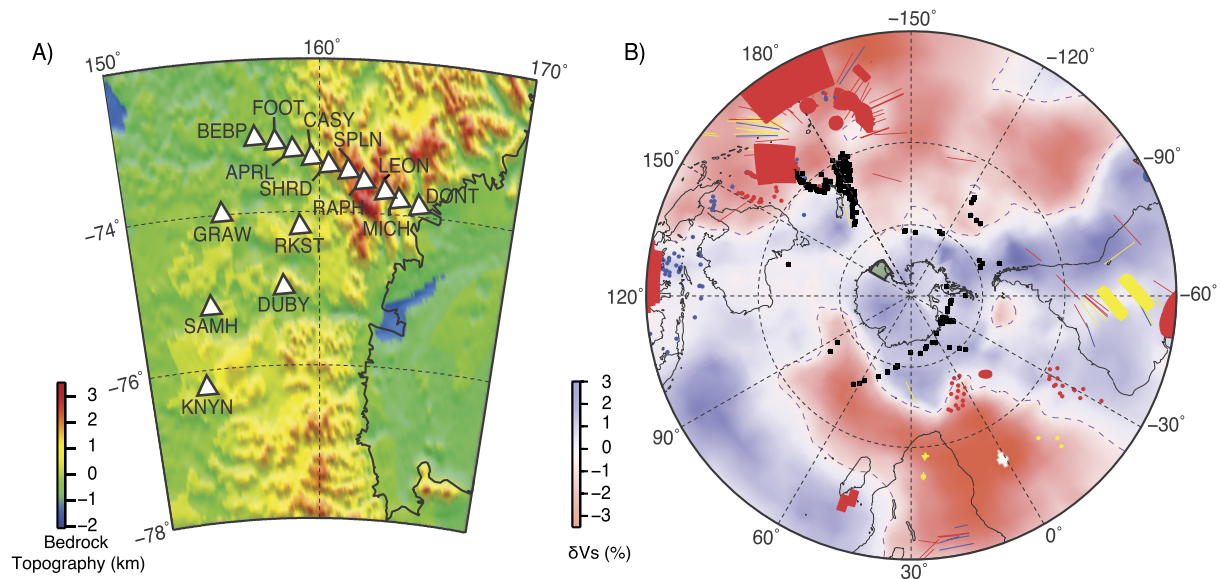 A)
150°
160°
170°
FOOT
CASY
BEBP
SPLN
LEON
APRL
SHRD
RAPH
DONT
MICH
−74°
GRAW
RKST
DUBY
SAMH
−76°
KNYN
−78°
3
2
1
0
−1
−2
Bedrock
Topography (km)
B)
−150°
180°
−120°
150°
−90°
120°
−60°
90°
−30°
60°
0°
30°
3
2
1
0
−1
−2
−3
δVs (%)